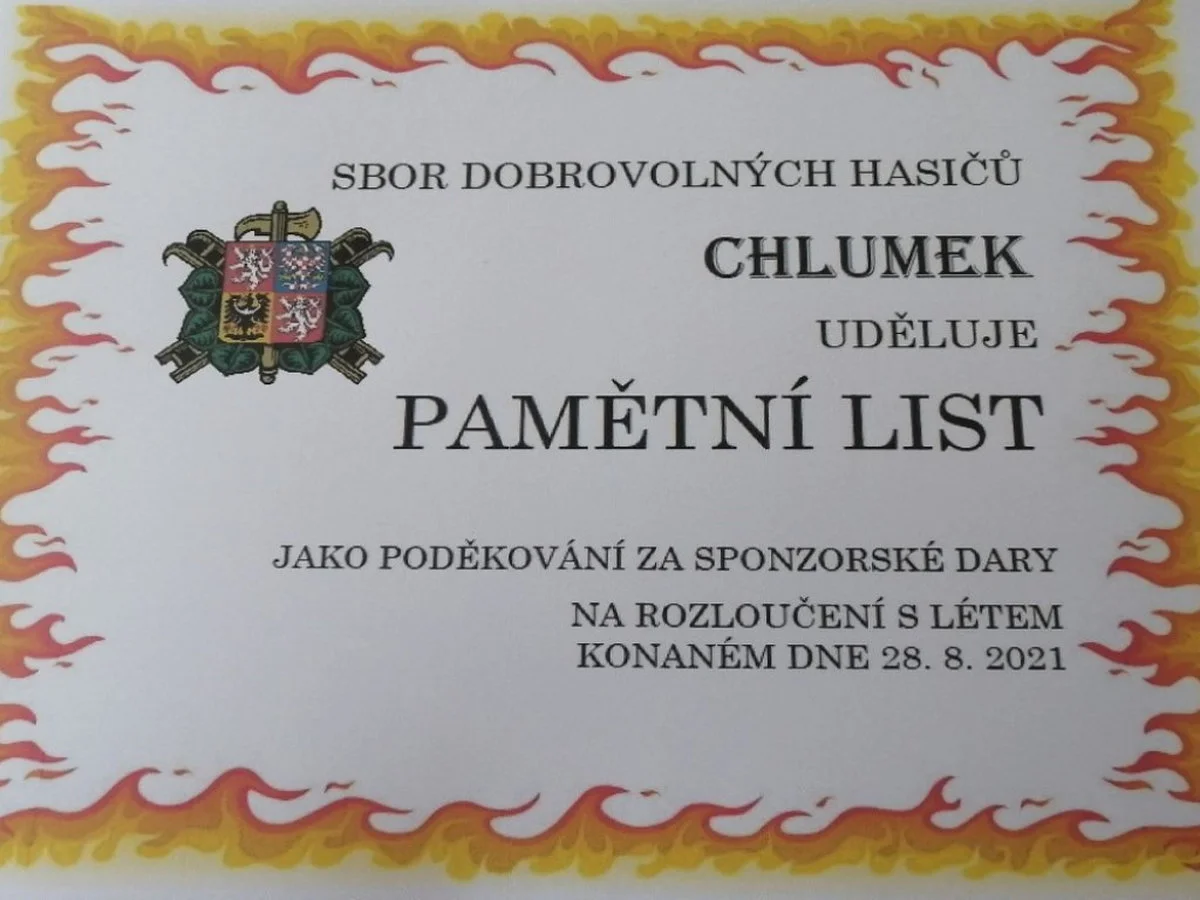 SBOR DOBROVOLNÝCH HASIČŮ
CHLUMEK
UDĚLUJE
PAMĚTNÍ LIST
JAKO PODĚKOVÁNÍ ZA SPONZORSKÉ DARY
NA ROZLOUČENÍ S LÉTEM
KONANÉM DNE 28. 8. 2021